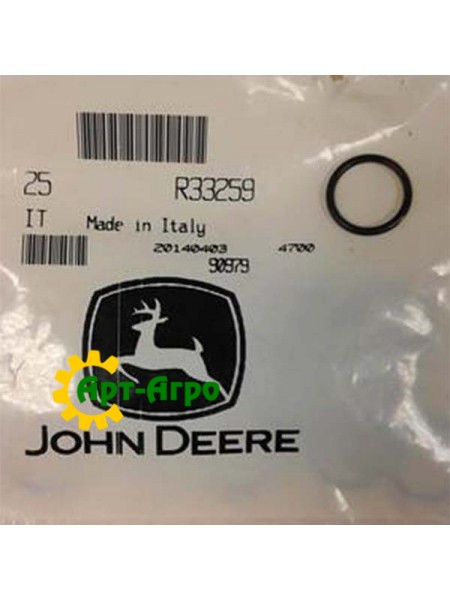 25 R33259
IT Made in Italy
20140403 4700
90979
Арт-Агро
JOHN DEERE